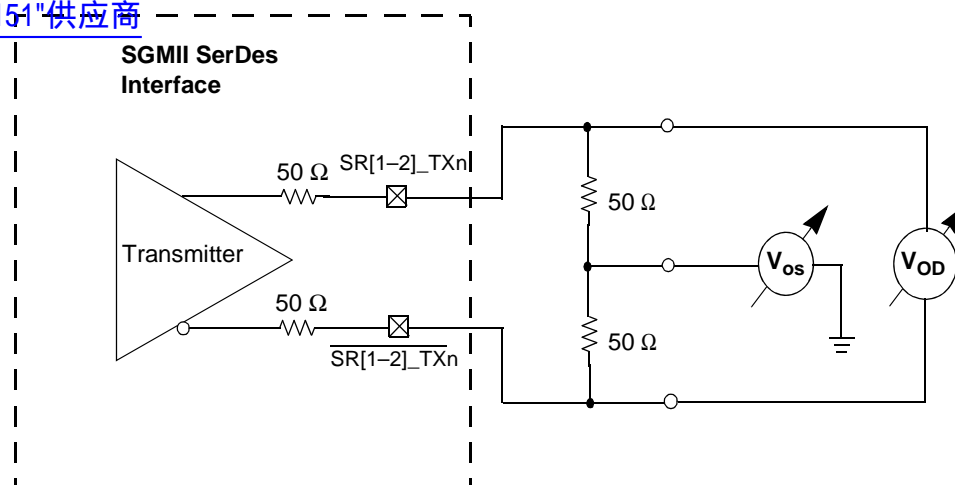 151"供应商
SGMII SerDes
Interface
50 Ω
SR[1–2]_TXn
50 Ω
Transmitter
Vos
VOD
50 Ω
50 Ω
SR[1–2]_TXn